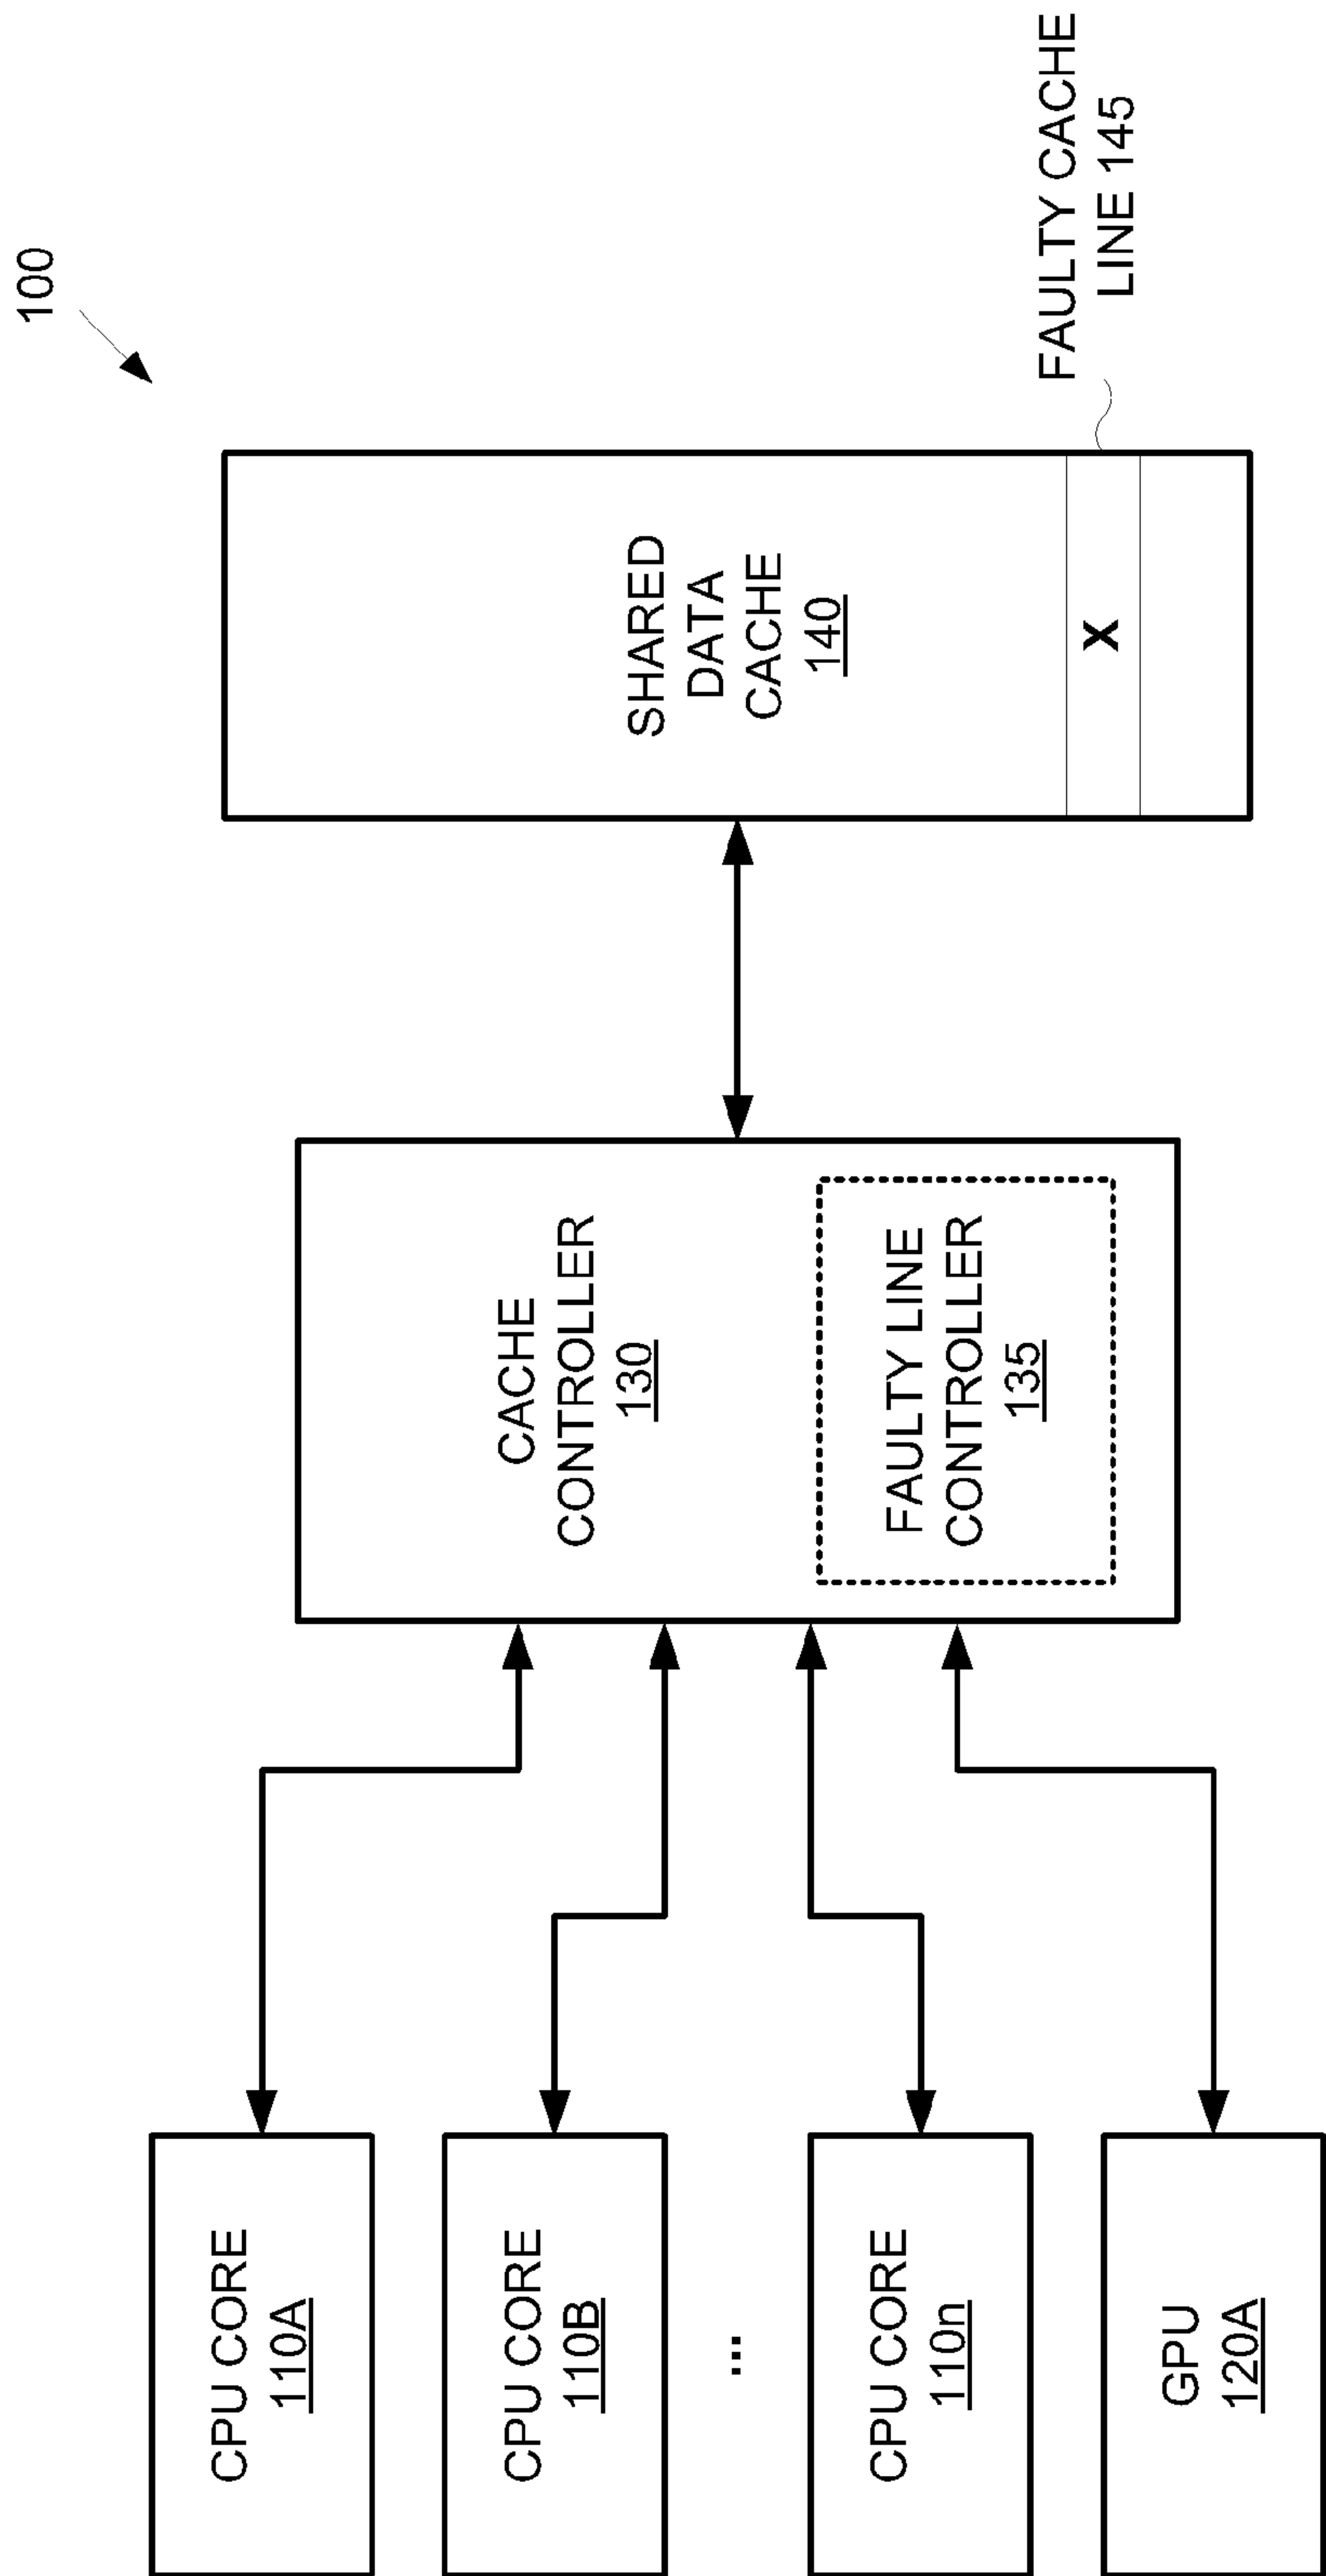 100
CPU CORE
110A
CPU CORE
110B
...
CPU CORE
110n
GPU
120A
CACHE
CONTROLLER
130
FAULTY LINE
CONTROLLER
135
SHARED
DATA
CACHE
140
X
FAULTY CACHE
LINE 145